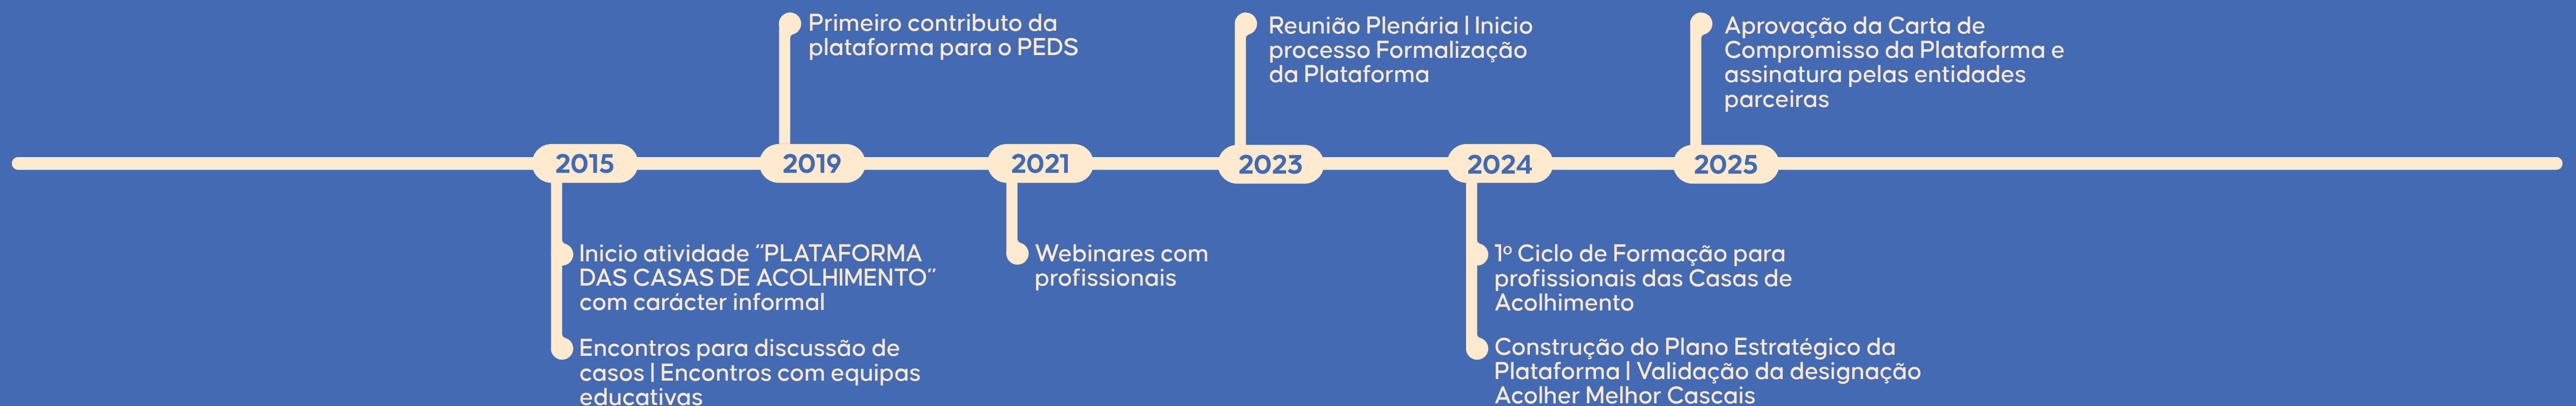 Primeiro contributo da
plataforma para o PEDS
Reunião Plenária | Inicio
processo Formalização
da Plataforma
Aprovação da Carta de
Compromisso da Plataforma e
assinatura pelas entidades
parceiras
2015
2019
2021
2023
2024
2025
Inicio atividade “PLATAFORMA
DAS CASAS DE ACOLHIMENTO”
com carácter informal
Encontros para discussão de
casos | Encontros com equipas
educativas
Webinares com
profissionais
1º Ciclo de Formação para
profissionais das Casas de
Acolhimento
Construção do Plano Estratégico da
Plataforma | Validação da designação
Acolher Melhor Cascais